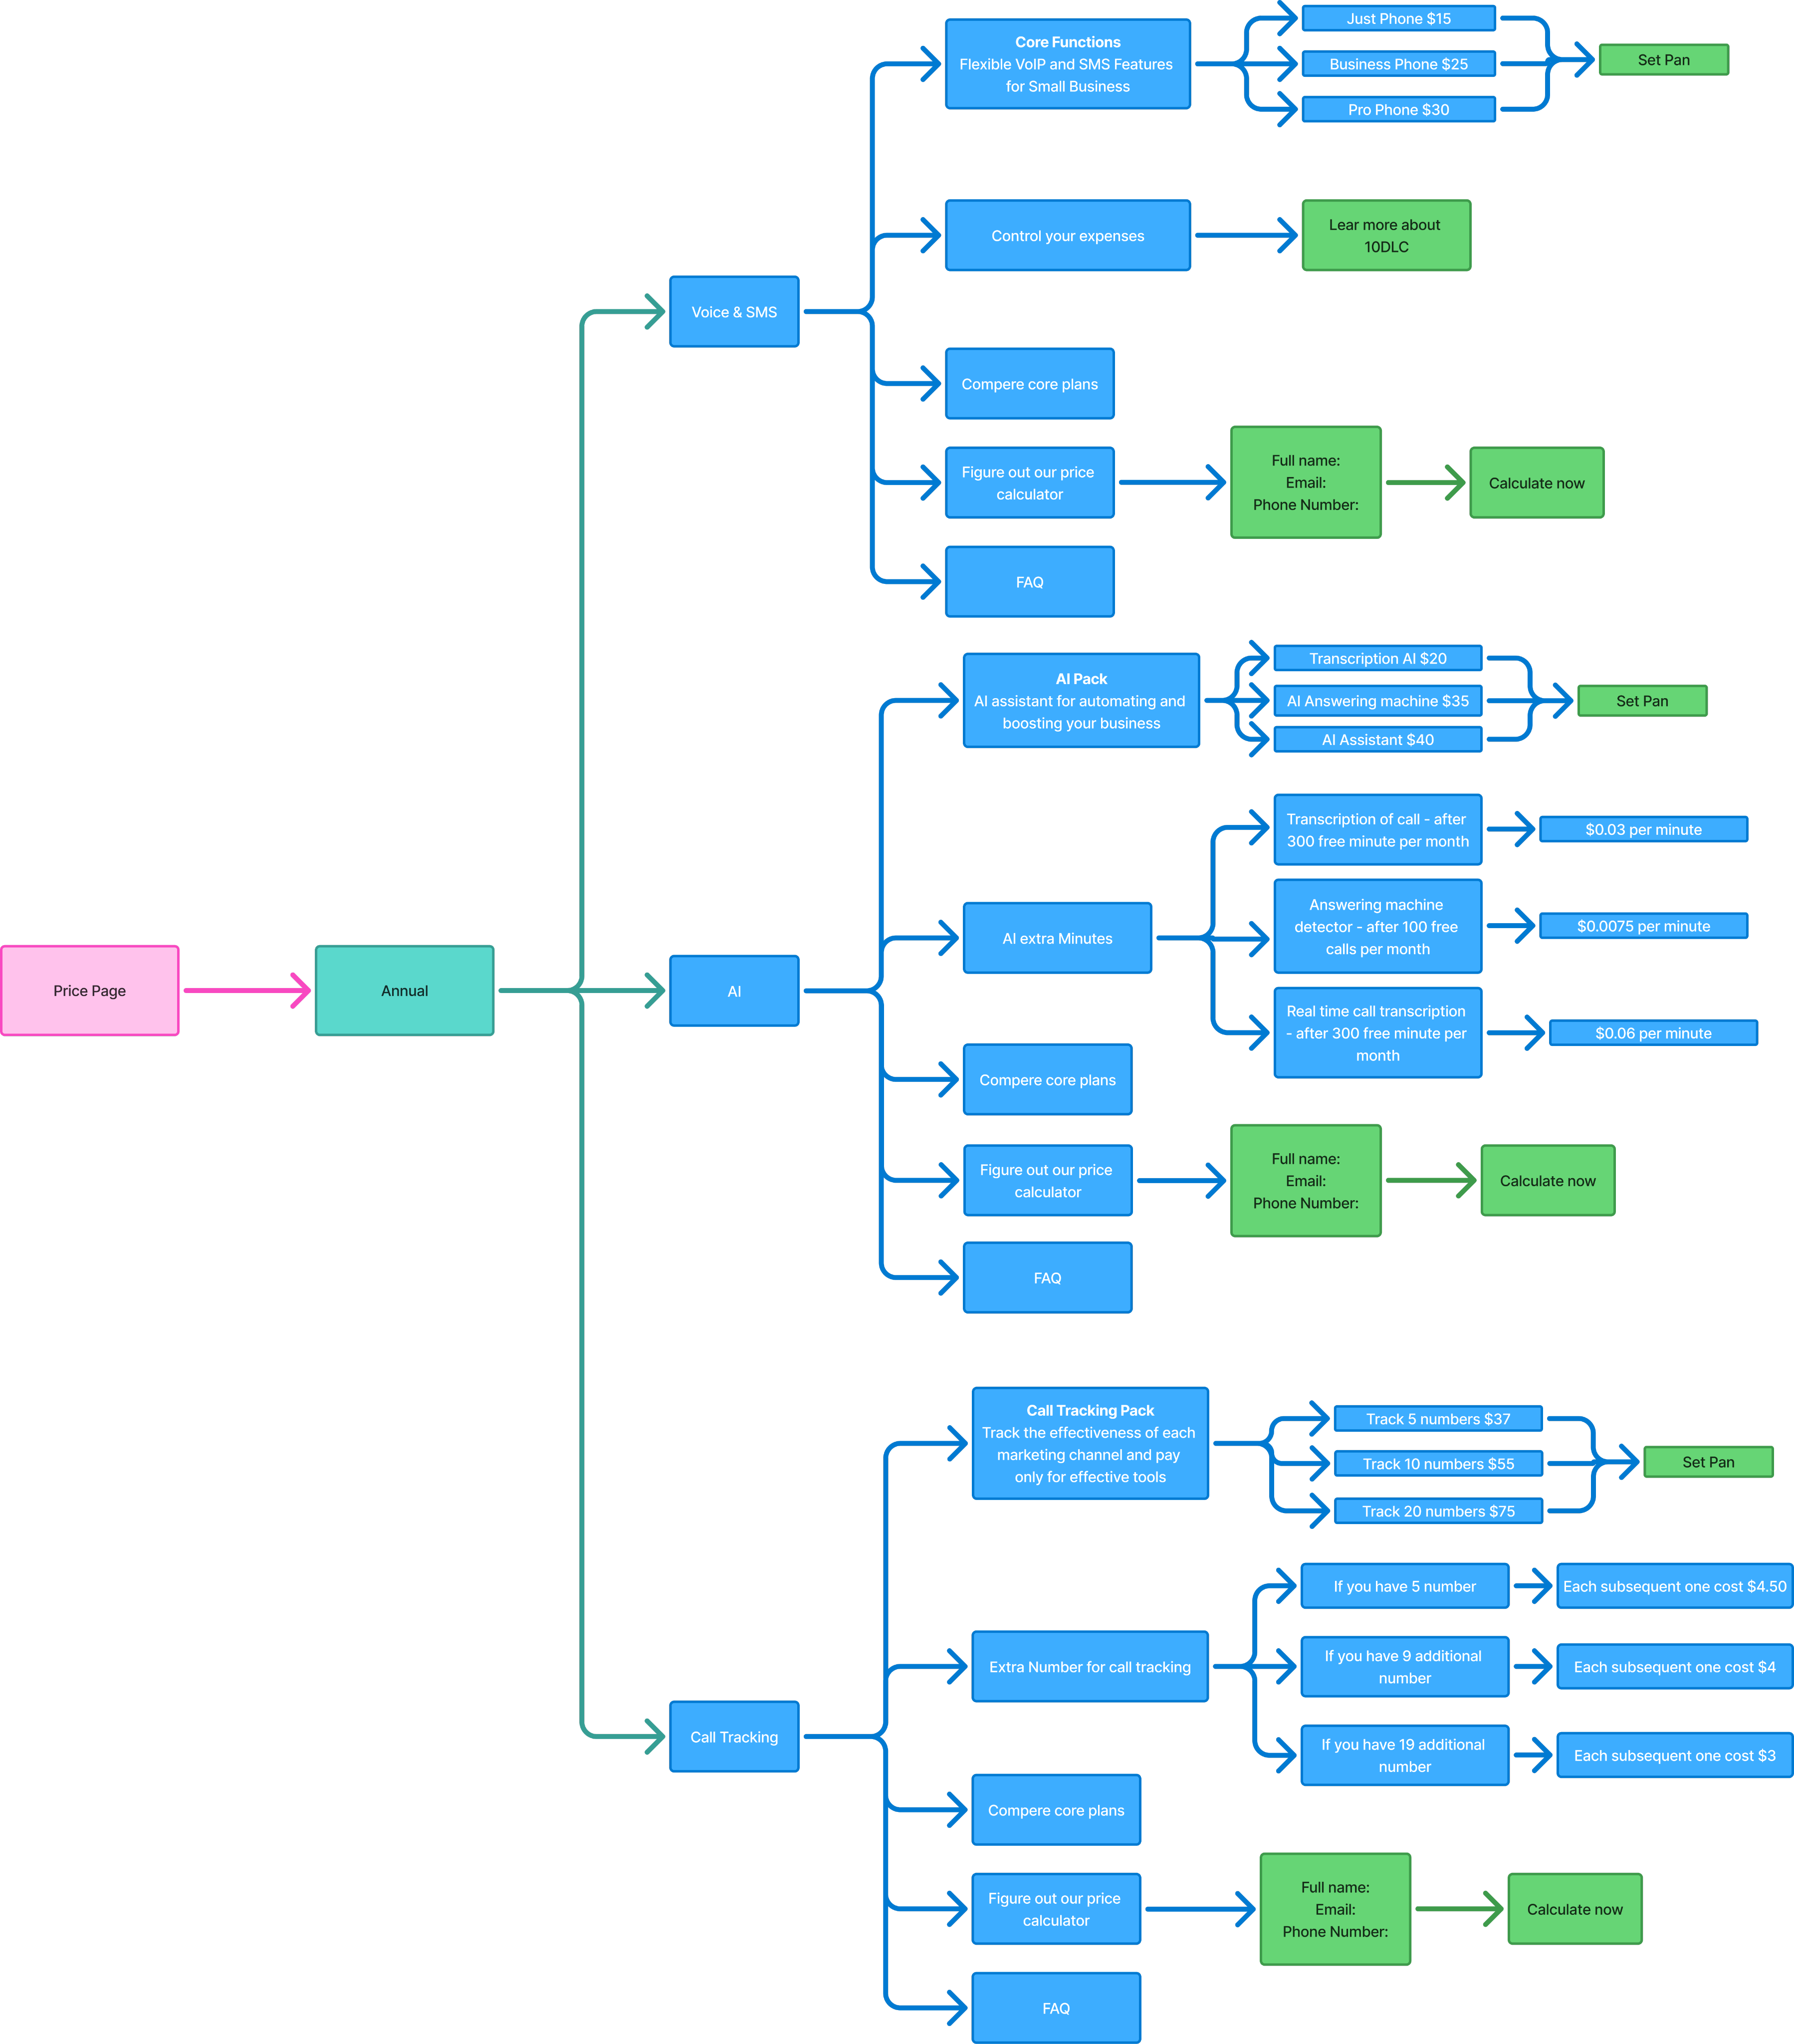 Price Page
Annual
Voice & SMS
Core Functions
Flexible VoIP and SMS Features
for Small Business
Just Phone $15
Business Phone $25
Pro Phone $30
Set Pan
Control your expenses
Lear more about
10DLC
Compere core plans
Figure out our price
calculator
Full name:
Email:
Phone Number:
Calculate now
FAQ
AI
AI Pack
AI assistant for automating and
boosting your business
Transcription AI $20
AI Answering machine $35
AI Assistant $40
Set Pan
AI extra Minutes
Transcription of call - after
300 free minute per month
$0.03 per minute
Answering machine
detector - after 100 free
calls per month
$0.0075 per minute
Real time call transcription
- after 300 free minute per
month
$0.06 per minute
Compere core plans
Figure out our price
calculator
Full name:
Email:
Phone Number:
Calculate now
FAQ
Call Tracking
Call Tracking Pack
Track the effectiveness of each
marketing channel and pay
only for effective tools
Track 5 numbers $37
Track 10 numbers $55
Track 20 numbers $75
Set Pan
Extra Number for call tracking
If you have 5 number
Each subsequent one cost $4.50
If you have 9 additional
number
Each subsequent one cost $4
If you have 19 additional
number
Each subsequent one cost $3
Compere core plans
Figure out our price
calculator
Full name:
Email:
Phone Number:
Calculate now
FAQ